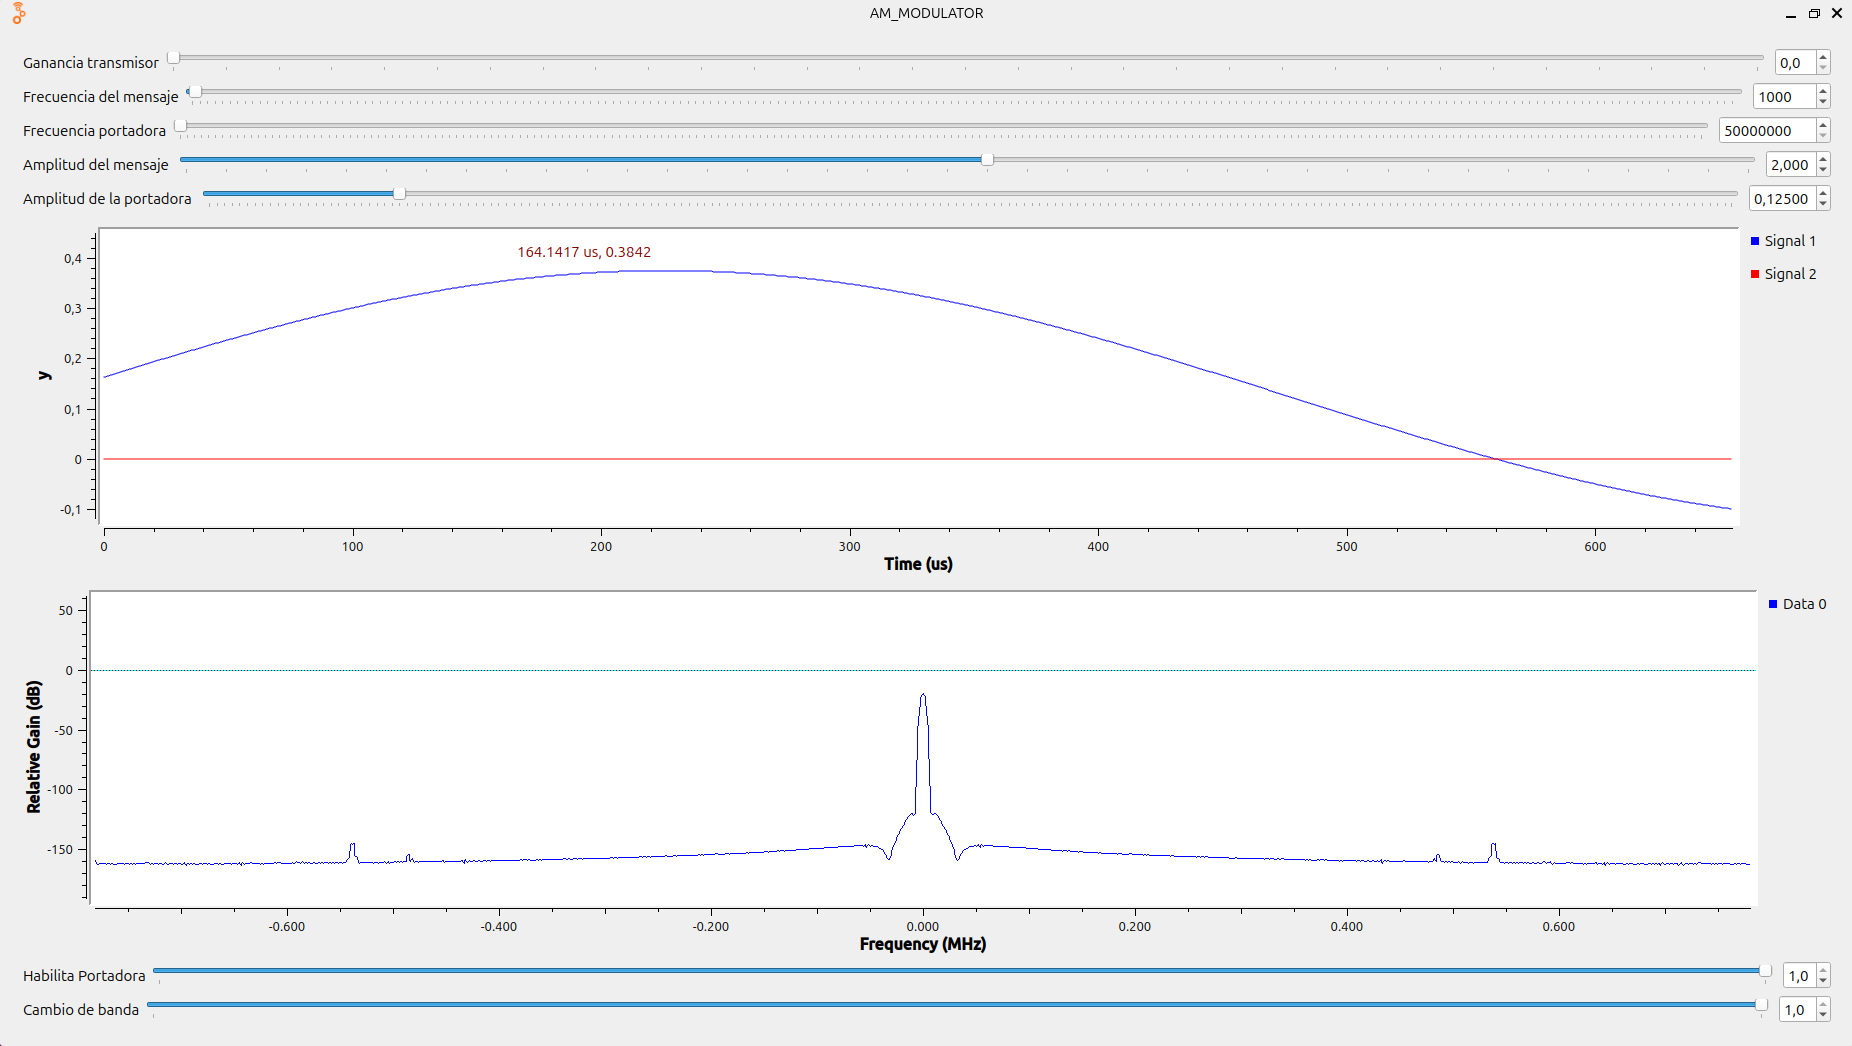 AM_MODULATOR
Ganancia transmisor 0,0
Frecuencia del mensaje 1000
Frecuencia portadora 50000000
Amplitud del mensaje 2,000
Amplitud de la portadora 0,12500
164.1417 us, 0.3842
Signal 1
Signal 2
0,4
0,3
0,2
0,1
0
-0,1
y
0 100 200 300 400 500 600
Time (us)
Data 0
50
0
-50
-100
-150
Relative Gain (dB)
-0.600 -0.400 -0.200 0.000 0.200 0.400 0.600
Frequency (MHz)
Habilita Portadora 1,0
Cambio de banda 1,0